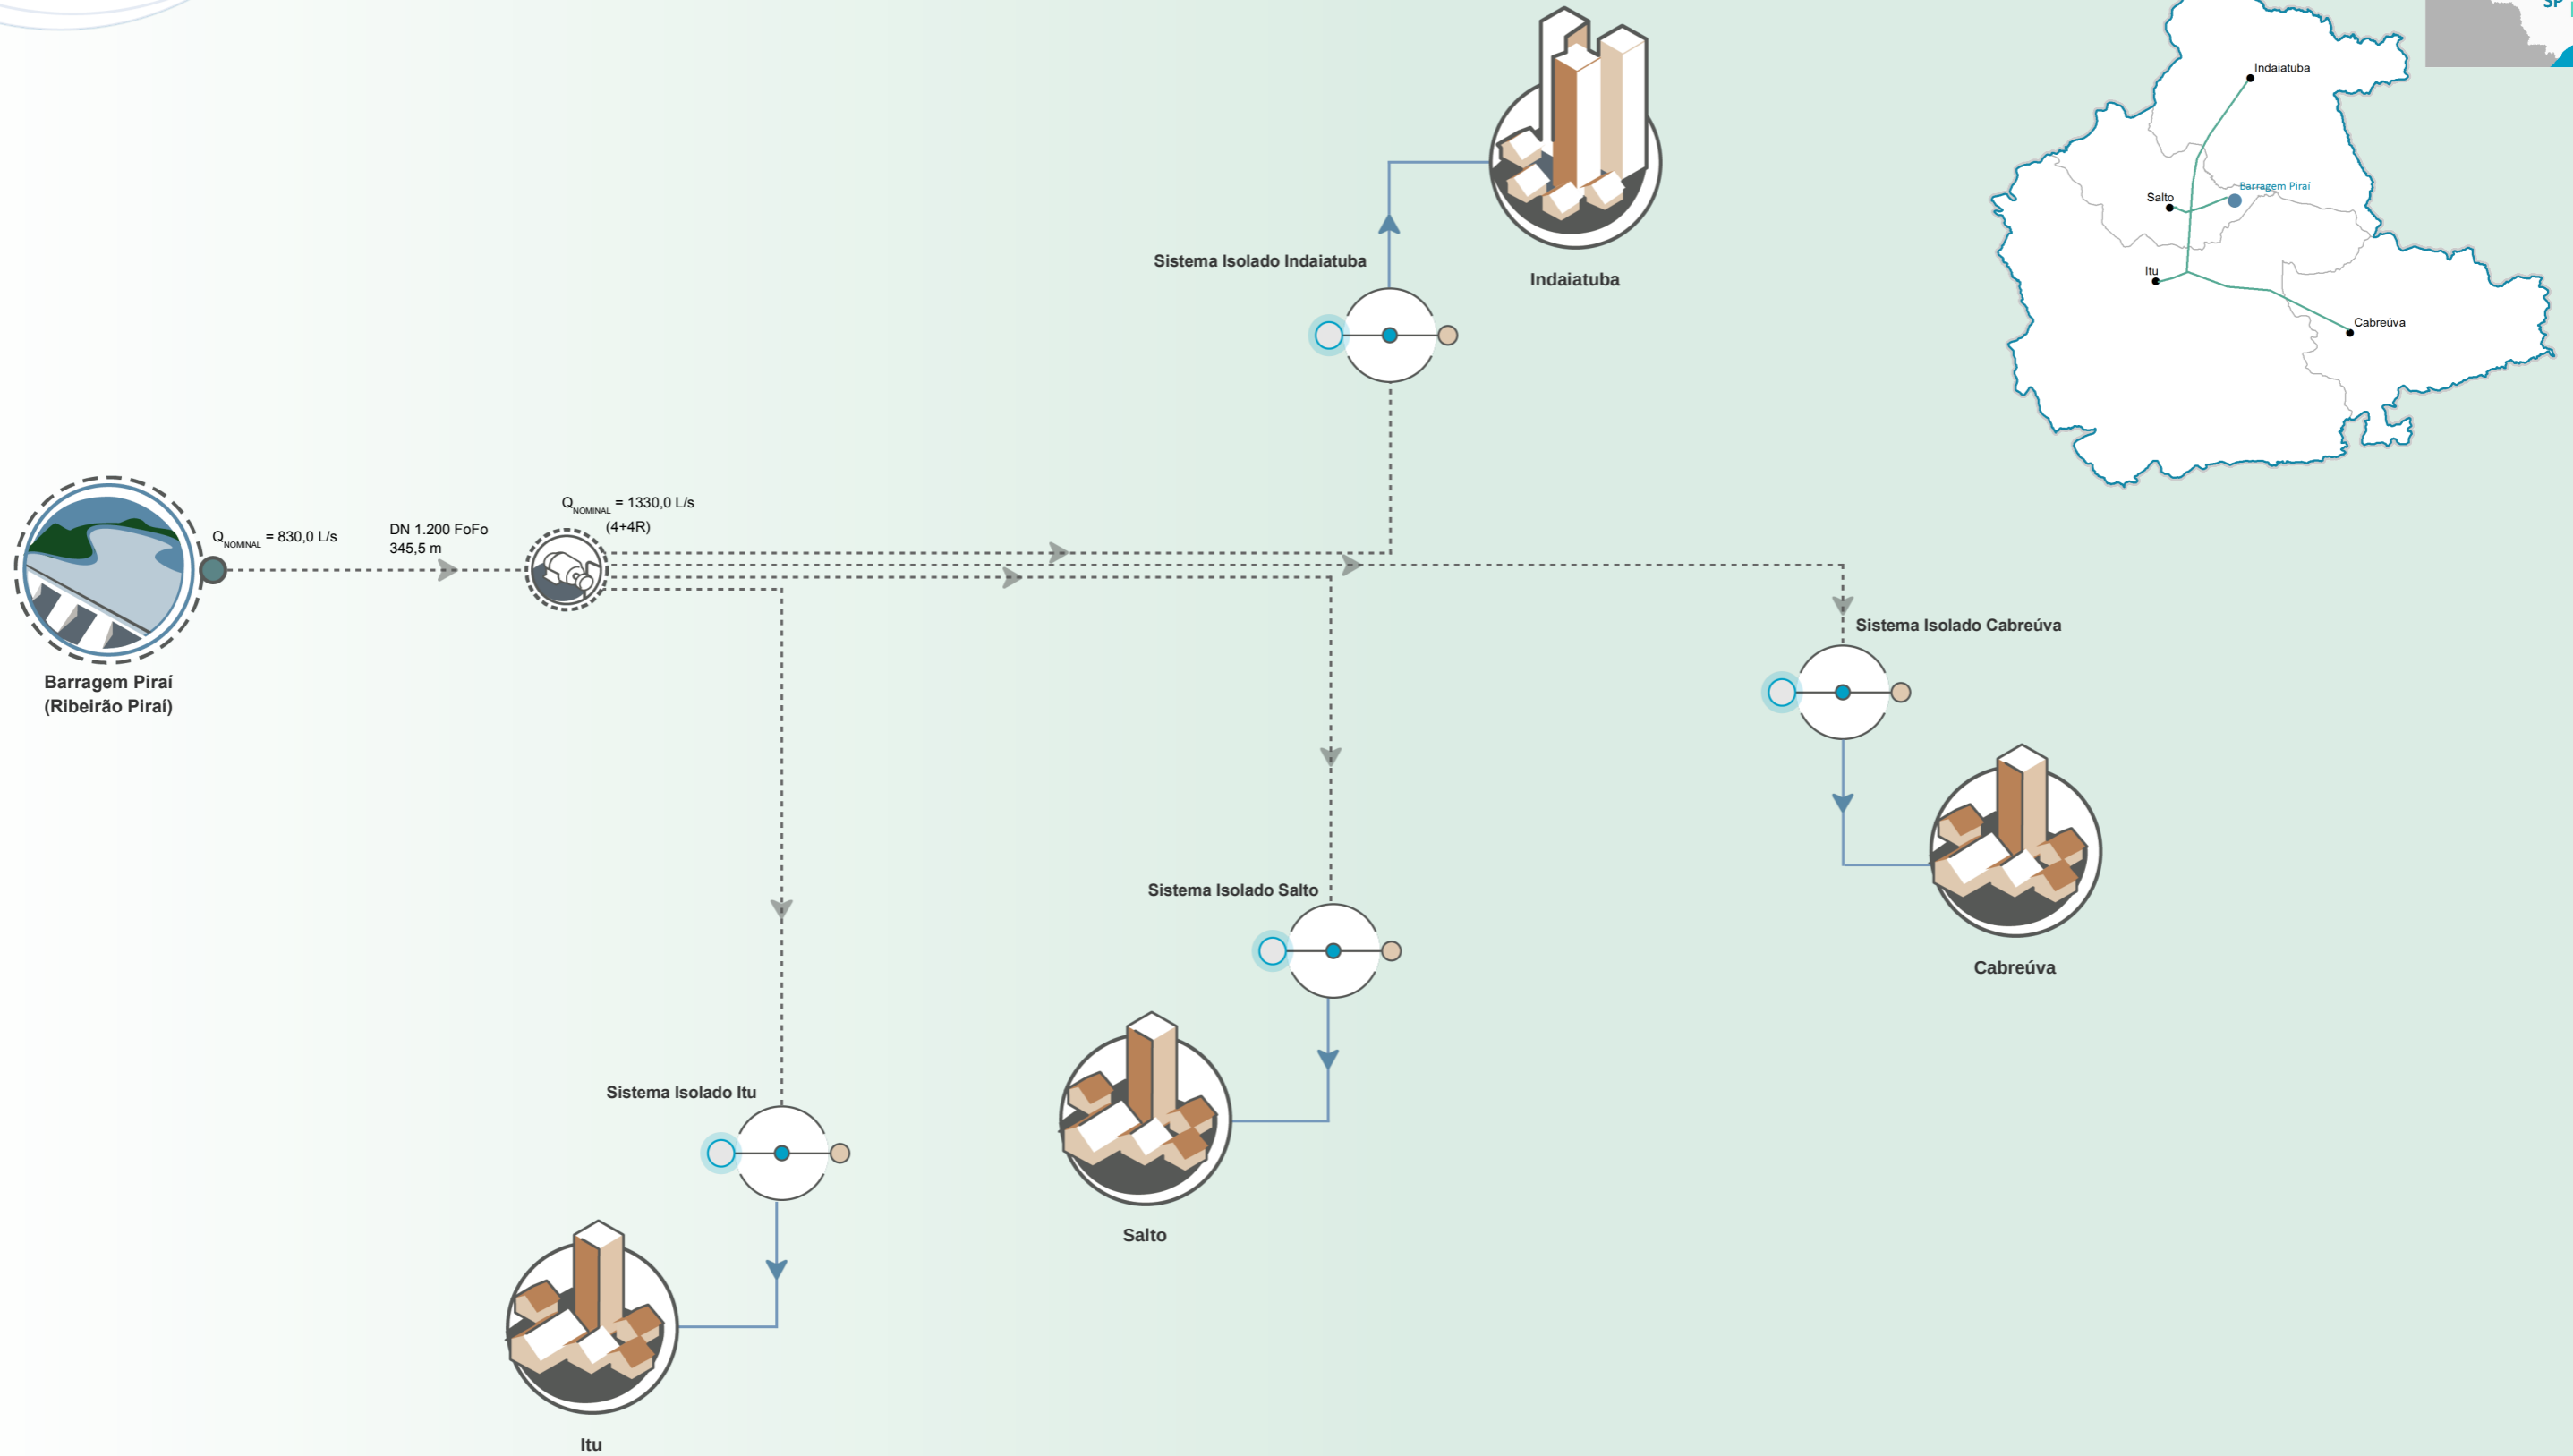 SP
Indaiatuba
Barragem Piraí
Salto
Itu
Cabreúva
Sistema Isolado Indaiatuba
Indaiatuba
Q NOMINAL = 1330,0 L/s
(4+4R)
Q NOMINAL = 830,0 L/s
DN 1.200 FoFo
345,5 m
Barragem Piraí
(Ribeirão Piraí)
Sistema Isolado Cabreúva
Cabreúva
Sistema Isolado Salto
Salto
Sistema Isolado Itu
Itu